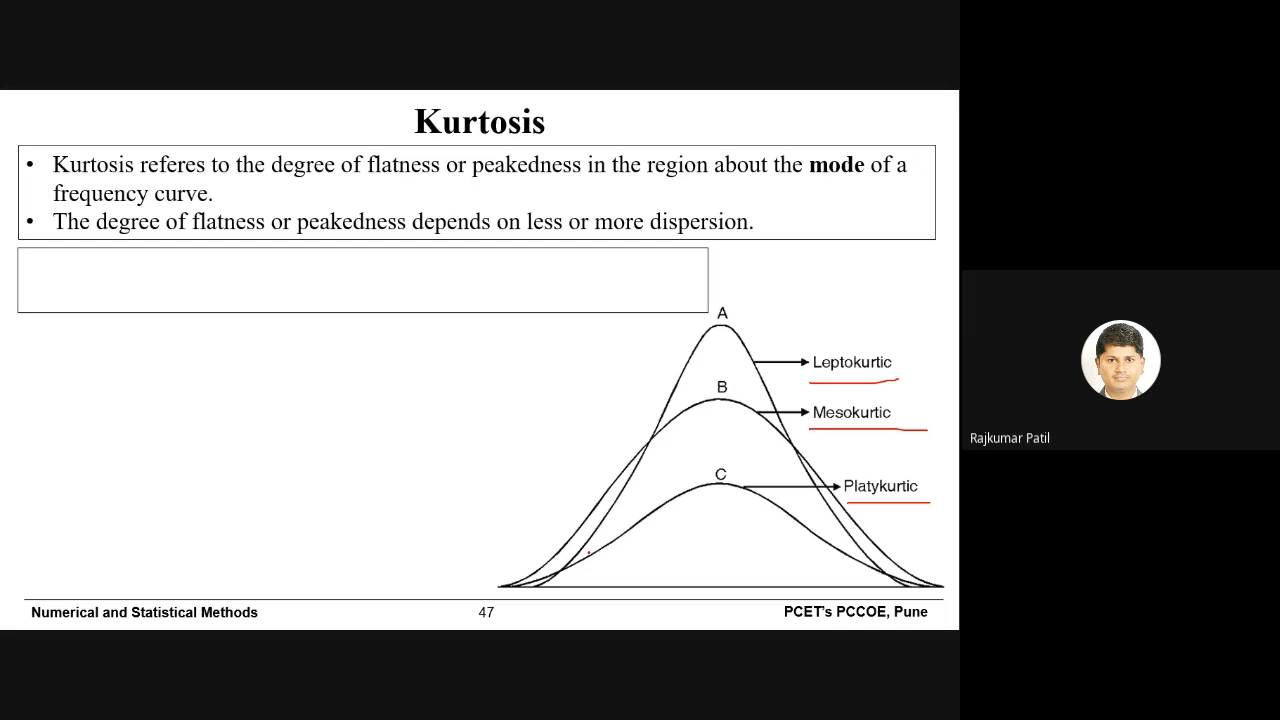 Kurtosis
• Kurtosis referes to the degree of flatness or peakedness in the region about the mode of a
frequency curve.
• The degree of flatness or peakedness depends on less or more dispersion.
A
Leptokurtic
B
Mesokurtic
C
Platykurtic
Rajkumar Patil
Numerical and Statistical Methods
47
PCET's PCCOE, Pune